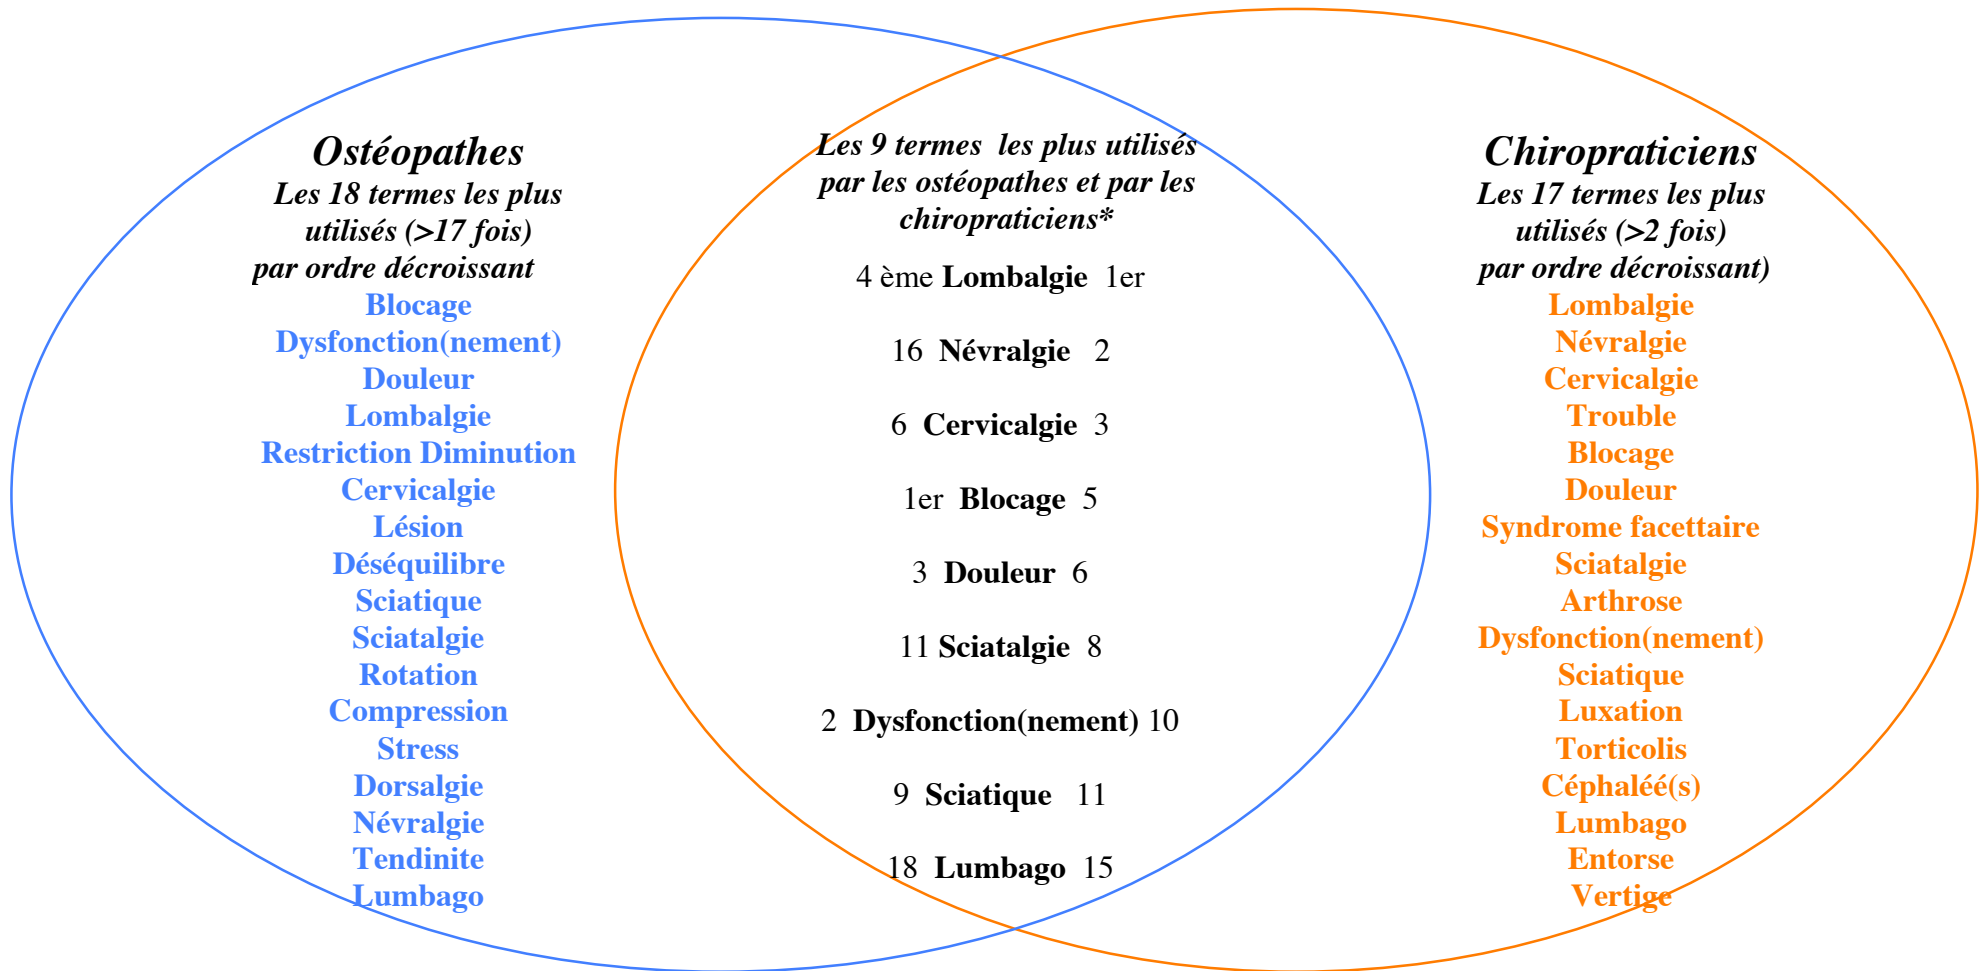 Ostéopathes
Les 18 termes les plus
utilisés (>17 fois)
par ordre décroissant
Blocage
Dysfonction(nement)
Douleur
Lombalgie
Restriction Diminution
Cervicalgie
Lésion
Déséquilibre
Sciatique
Sciatalgie
Rotation
Compression
Stress
Dorsalgie
Névralgie
Tendinite
Lumbago
Les 9 termes  les plus utilisés
par les ostéopathes et par les
chiropraticiens*
4 ème Lombalgie  1er
16  Névralgie   2
6  Cervicalgie  3
1er  Blocage  5
3  Douleur  6
11 Sciatalgie  8
2  Dysfonction(nement) 10
9  Sciatique   11
18  Lumbago  15
Chiropraticiens
Les 17 termes les plus
utilisés (>2 fois)
par ordre décroissant)
Lombalgie
Névralgie
Cervicalgie
Trouble
Blocage
Douleur
Syndrome facettaire
Sciatalgie
Arthrose
Dysfonction(nement)
Sciatique
Luxation
Torticolis
Céphaléé(s)
Lumbago
Entorse
Vertige